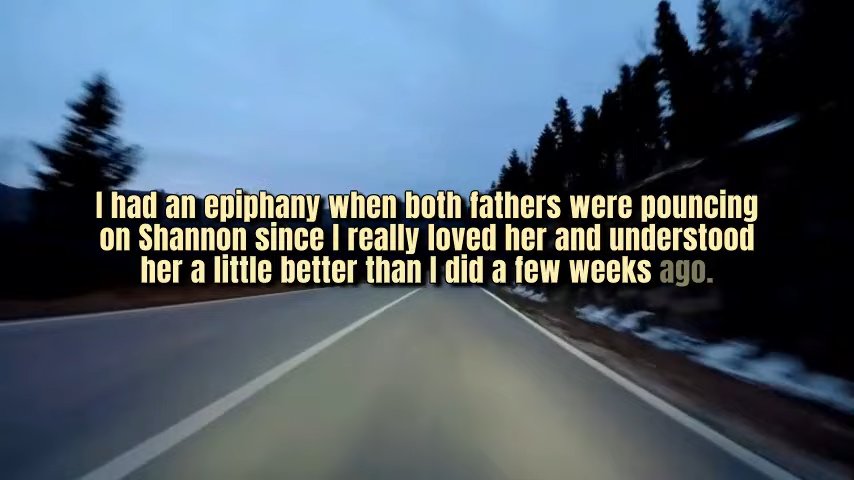 I had an epiphany when both fathers were pouncing
on Shannon since I really loved her and understood
her a little better than I did a few weeks ago.